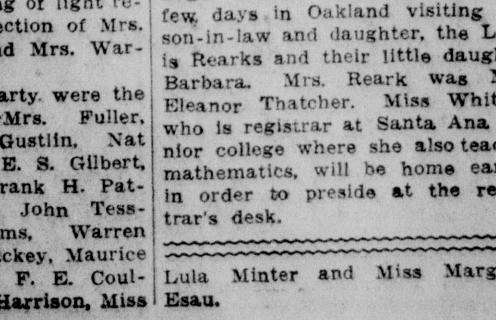 ng of light re-
ection of Mrs.
nd Mrs. War-
arty were the
Mrs. Fuller,
Gustlin, Nat
E. S. Gilbert,
rank H. Pat-
John Tess-
ms, Warren
ckey, Maurice
F. E. Coul-
Harrison, Miss
few days in Oakland visiting
son-in-law and daughter, the L
is Rearks and their little daug
Barbara. Mrs. Reark was M
Eleanor Thatcher. Miss Whit
who is registrar at Santa Ana
nior college where she also tea
mathematics, will be home ea
in order to preside at the re
trar's desk.
Lula Minter and Miss Marg
Esau.